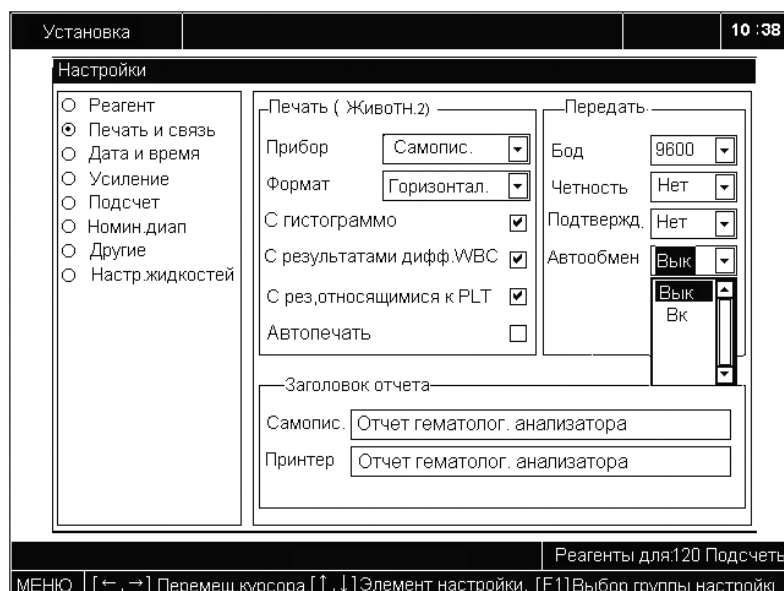 Установка 10:38
Настройки
Реагент
Печать и связь
Дата и время
Усиление
Подсчет
Номин.диап
Другие
Настр.жидкостей
Печать ( Животн.2)
Прибор Самопис.
Формат Горизонтал.
С гистограммо
С результатами дифф.WBC
С рез,относящимися к PLT
Автопечать
Передать
Бод 9600
Четность Нет
Подтвержд. Нет
Автообмен Вык
Вык
Вк
Заголовок отчета
Самопис. Отчет гематолог. анализатора
Принтер Отчет гематолог. анализатора
Реагенты для:120 Подсчеть
МЕНЮ [←,→] Перемещ курсора.[↑,↓]Элемент настройки, [F1]Выбор группы настройкі